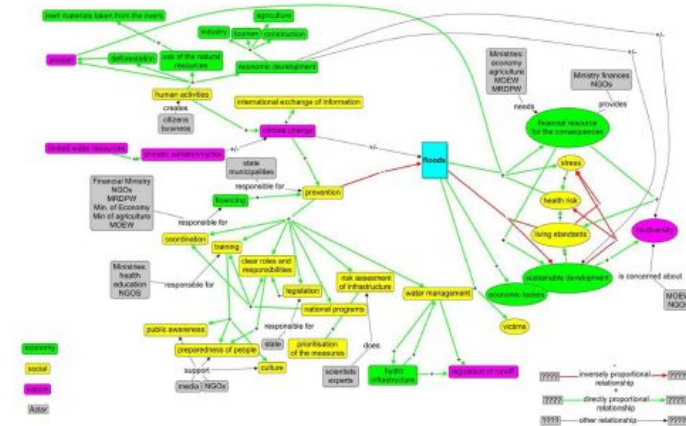 inert materials taken from the rivers
agriculture
industry
tourism
construction
erosion
deforestation
use of the natural
resources
economic development
+/-
+/-
Ministries:
economy
agriculture
MOEW
MRDPW
Ministry finances
NGOs
human activities
international exchange of information
needs
provides
creates
citizens
business
financial resource
for the consequences
climate change
limited water resources
climatic variation/cycles
+/-
+/-
floods
stress
state
municipalities
Financial Ministry
NGOs
MRDPW
Min. of Economy
Min of agriculture
MOEW
responsible for
prevention
health risk
financing
responsible for
living standards
biodiversity
coordination
training
clear roles and
responsibilities
risk assesment
of infrastructure
sustainable development
is concerned about
Ministries:
health
education
NGOS
responsible for
legislation
water management
economic losses
MOEW
NGO
national programs
public awareness
responsible for
victims
preparedness of people
state
prioritisation
of the measures
does
economy
support
culture
social
media
NGOs
scientists
experts
hydro
infrastructure
regulation of runoff
nature
Actor
-
????
inversely proportional
relationship
????
+
????
directly proportional
relationship
????
????
other relationship
????